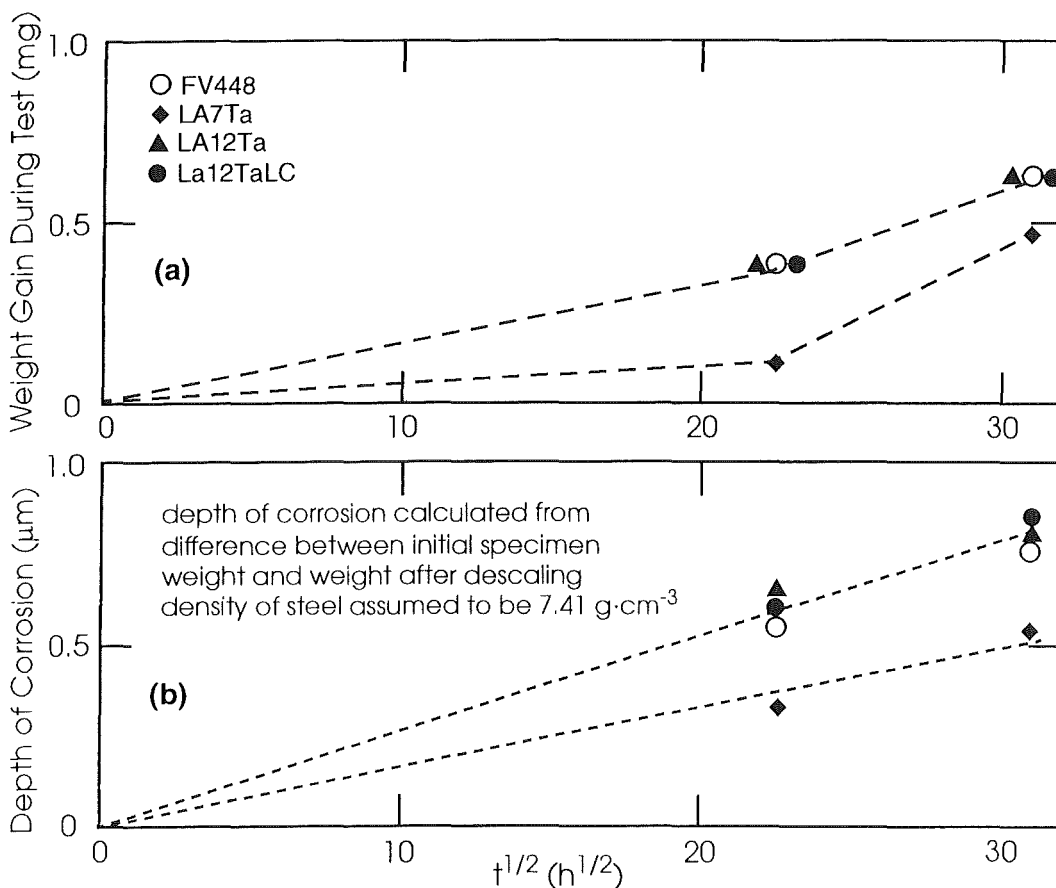 Weight Gain During Test (mg)
1.0
0.5
0
FV448
LA7Ta
LA12Ta
La12TaLC
(a)
0
10
20
30
Depth of Corrosion (μm)
1.0
0.5
0
depth of corrosion calculated from
difference between initial specimen
weight and weight after descaling
density of steel assumed to be 7.41 g·cm⁻³
(b)
0
10
20
30
t¹/² (h¹/²)